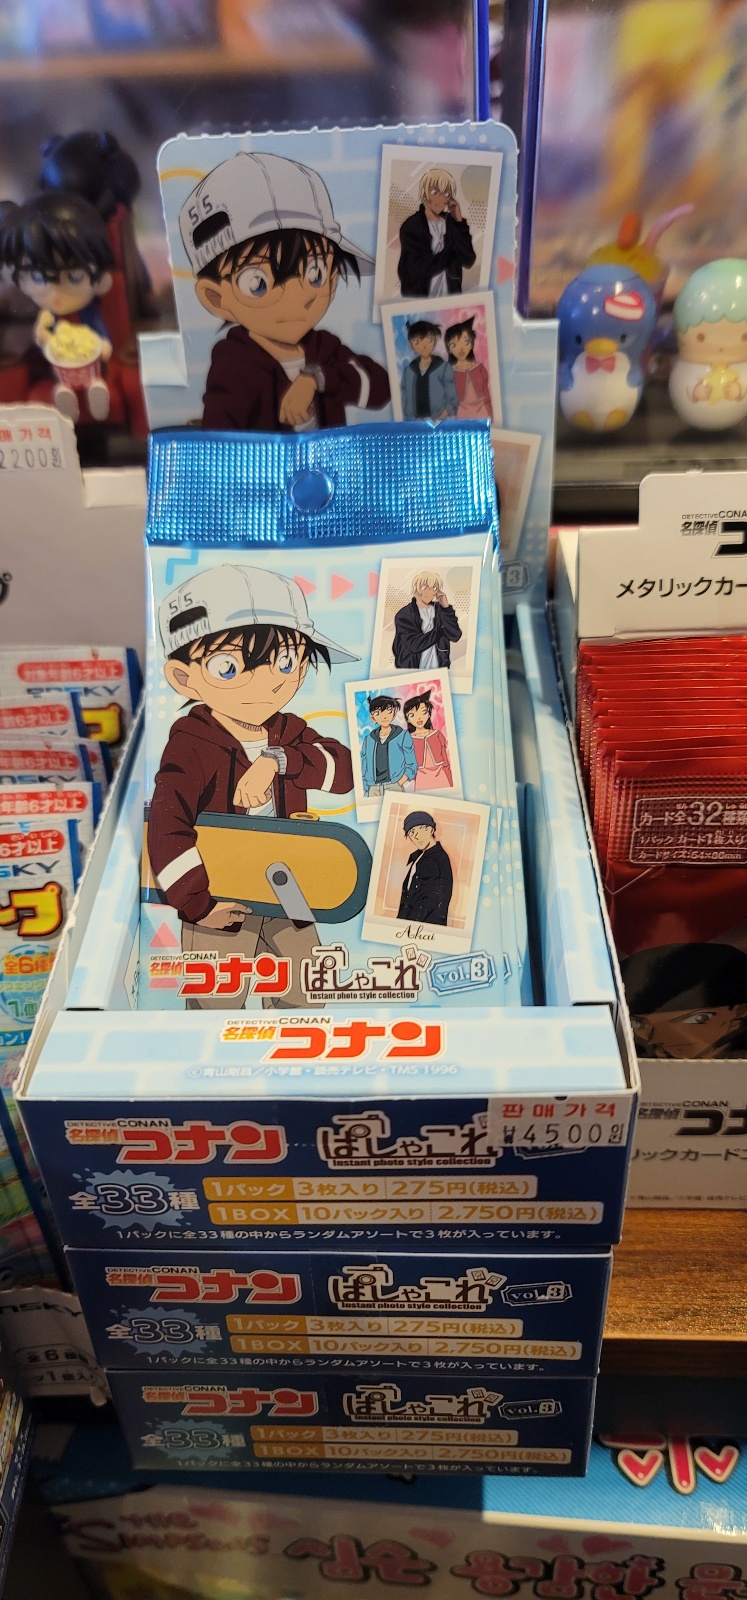 55
판매가격
2200원
3
DETECTIVE CONAN
名探偵
コ
メタリックカー
対象年齢6才以上
ENSKY
55
Akai
DETECTIVE CONAN
名探偵コナン
ぱしゃこれ
Instant photo style collection
vol.3
カード全32種類
1パック カード1枚入り
DETECTIVE CONAN
名探偵コナン
©青山剛昌／小学館・読売テレビ・TMS 1996
판매가격
₩4500원
DETECTIVE CONAN
名探偵コナン
ぱしゃこれ
Instant photo style collection
全33種
1パック 3枚入り 275円(税込)
1BOX 10パック入り 2,750円(税込)
1パックに全33種の中からランダムアソートで3枚が入っています。
DETECTIVE CONAN
名探偵コナン
ぱしゃこれ
Instant photo style collection
vol.3
全33種
1パック 3枚入り 275円(税込)
1BOX 10パック入り 2,750円(税込)
1パックに全33種の中からランダムアソートで3枚が入っています。
DETECTIVE CONAN
名探偵コナン
ぱしゃこれ
Instant photo style collection
vol.3
全33種
1パック 3枚入り 275円(税込)
1BOX 10パック入り 2,750円(税込)
1パックに全33種の中からランダムアソートで3枚が入っています。